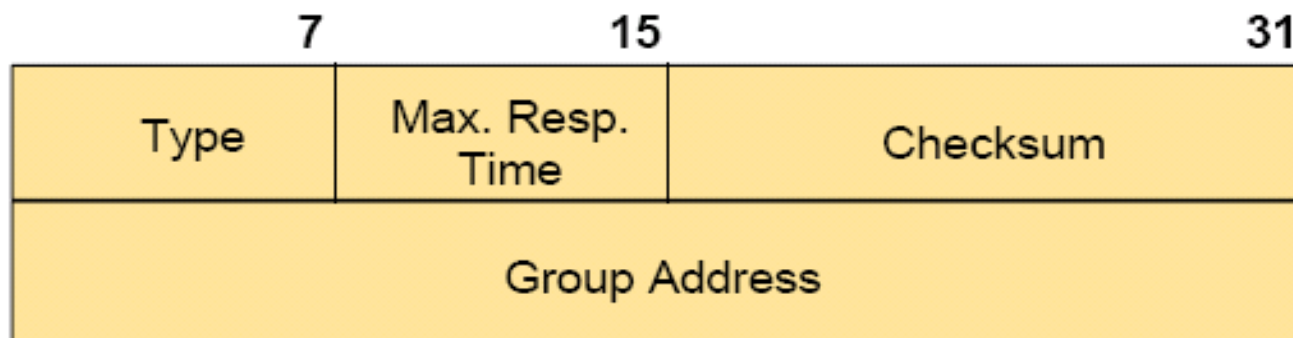 7 15 31
Type
Max. Resp.
Time
Checksum
Group Address